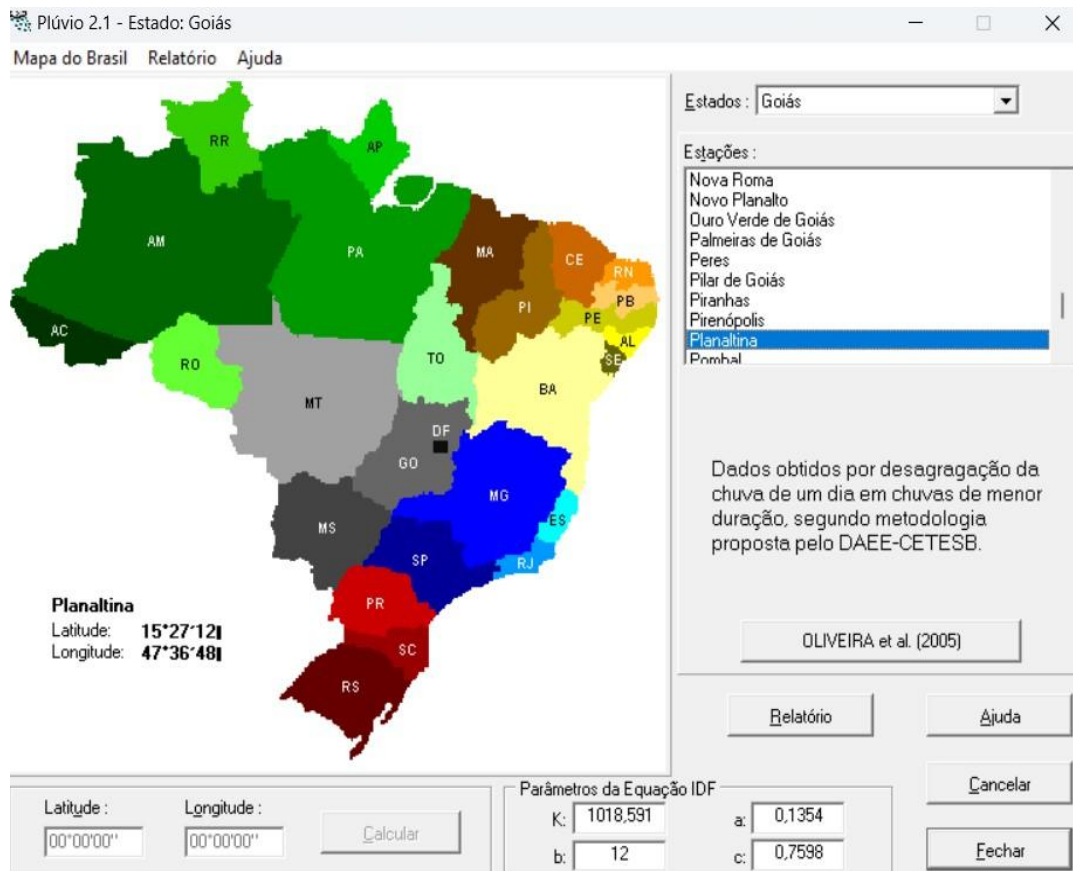 Plúvio 2.1 - Estado: Goiás
Mapa do Brasil Relatório Ajuda
Estados : Goiás
Estações :
Nova Roma
Novo Planalto
Ouro Verde de Goiás
Palmeiras de Goiás
Peres
Pilar de Goiás
Piranhas
Pirenópolis
Planaltina
Pombal
RR
AP
AM
PA
MA
CE
RN
PB
PI
PE
AL
SE
AC
RO
TO
BA
MT
DF
GO
MG
ES
MS
SP
RJ
PR
SC
RS
Planaltina
Latitude: 15°27'12
Longitude: 47°36'48
Dados obtidos por desagragação da
chuva de um dia em chuvas de menor
duração, segundo metodologia
proposta pelo DAEE-CETESB.
OLIVEIRA et al. (2005)
Relatório Ajuda
Cancelar
Fechar
Latitude : Longitude :
00°00'00'' 00°00'00'' Calcular
Parâmetros da Equação IDF
K: 1018,591 a: 0,1354
b: 12 c: 0,7598